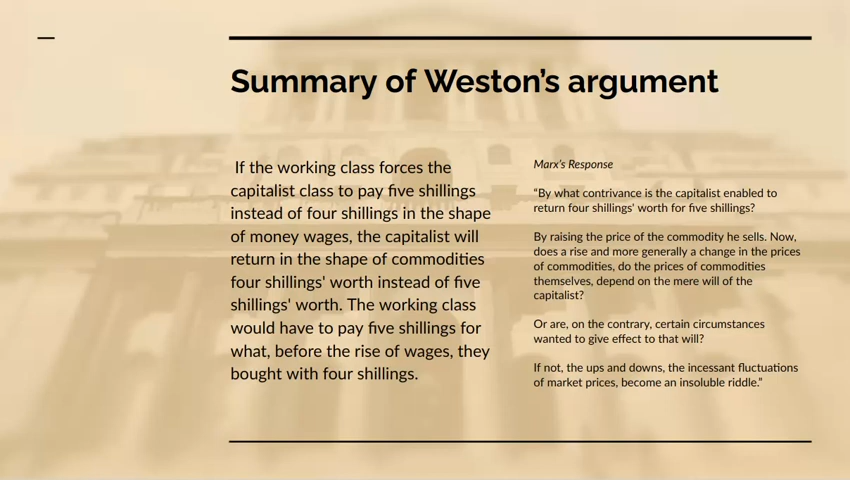 Summary of Weston’s argument
If the working class forces the
capitalist class to pay five shillings
instead of four shillings in the shape
of money wages, the capitalist will
return in the shape of commodities
four shillings' worth instead of five
shillings' worth. The working class
would have to pay five shillings for
what, before the rise of wages, they
bought with four shillings.
Marx’s Response
“By what contrivance is the capitalist enabled to
return four shillings' worth for five shillings?
By raising the price of the commodity he sells. Now,
does a rise and more generally a change in the prices
of commodities, do the prices of commodities
themselves, depend on the mere will of the
capitalist?
Or are, on the contrary, certain circumstances
wanted to give effect to that will?
If not, the ups and downs, the incessant fluctuations
of market prices, become an insoluble riddle.”